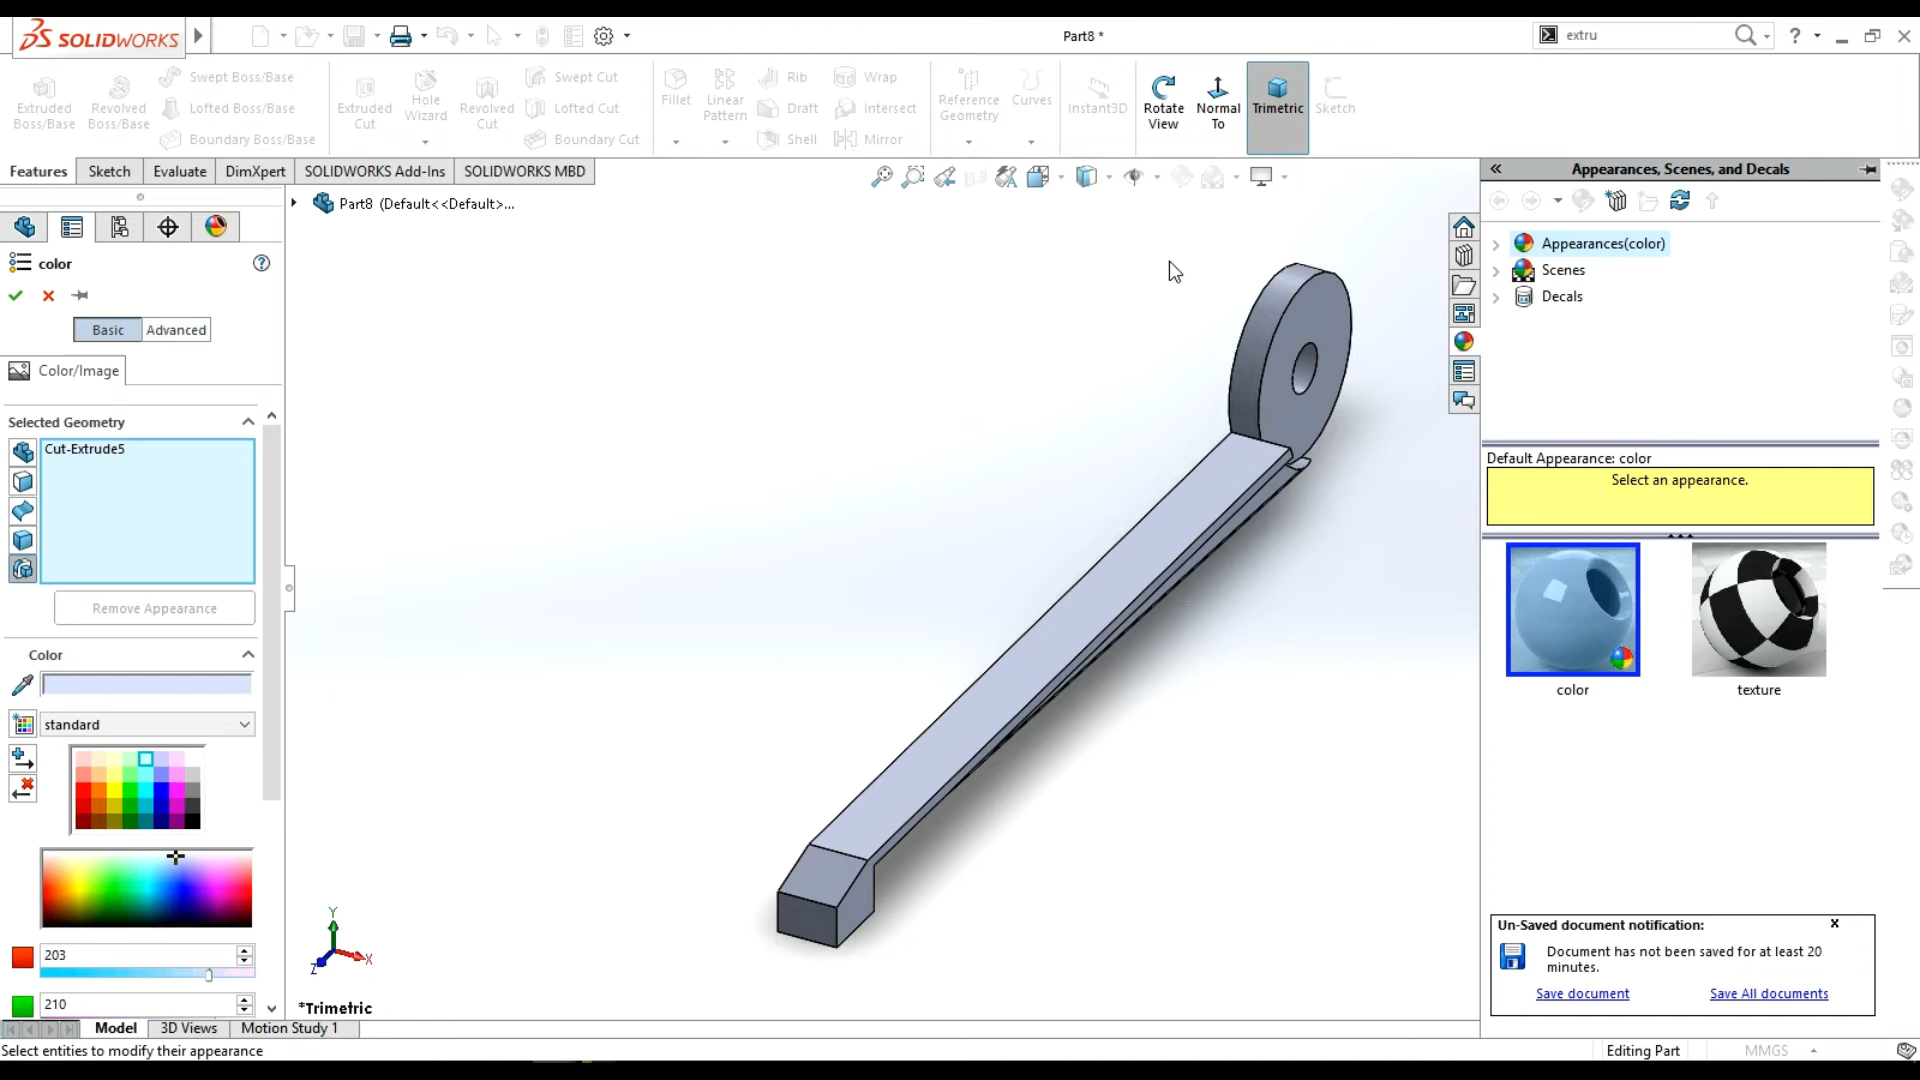 SOLIDWORKS
Part8 *
extru
Extruded Boss/Base
Revolved Boss/Base
Swept Boss/Base
Lofted Boss/Base
Boundary Boss/Base
Extruded Cut
Hole Wizard
Revolved Cut
Swept Cut
Lofted Cut
Boundary Cut
Fillet
Linear Pattern
Rib
Draft
Shell
Wrap
Intersect
Mirror
Reference Geometry
Curves
Instant3D
Rotate View
Normal To
Trimetric
Sketch
Features
Sketch
Evaluate
DimXpert
SOLIDWORKS Add-Ins
SOLIDWORKS MBD
Part8 (Default<<Default>...
color
Basic
Advanced
Color/Image
Selected Geometry
Cut-Extrude5
Remove Appearance
Color
standard
203
210
Y
X
Z
*Trimetric
Model
3D Views
Motion Study 1
Select entities to modify their appearance
Appearances, Scenes, and Decals
Appearances(color)
Scenes
Decals
Default Appearance: color
Select an appearance.
color
texture
Un-Saved document notification:
Document has not been saved for at least 20
minutes.
Save document
Save All documents
Editing Part
MMGS